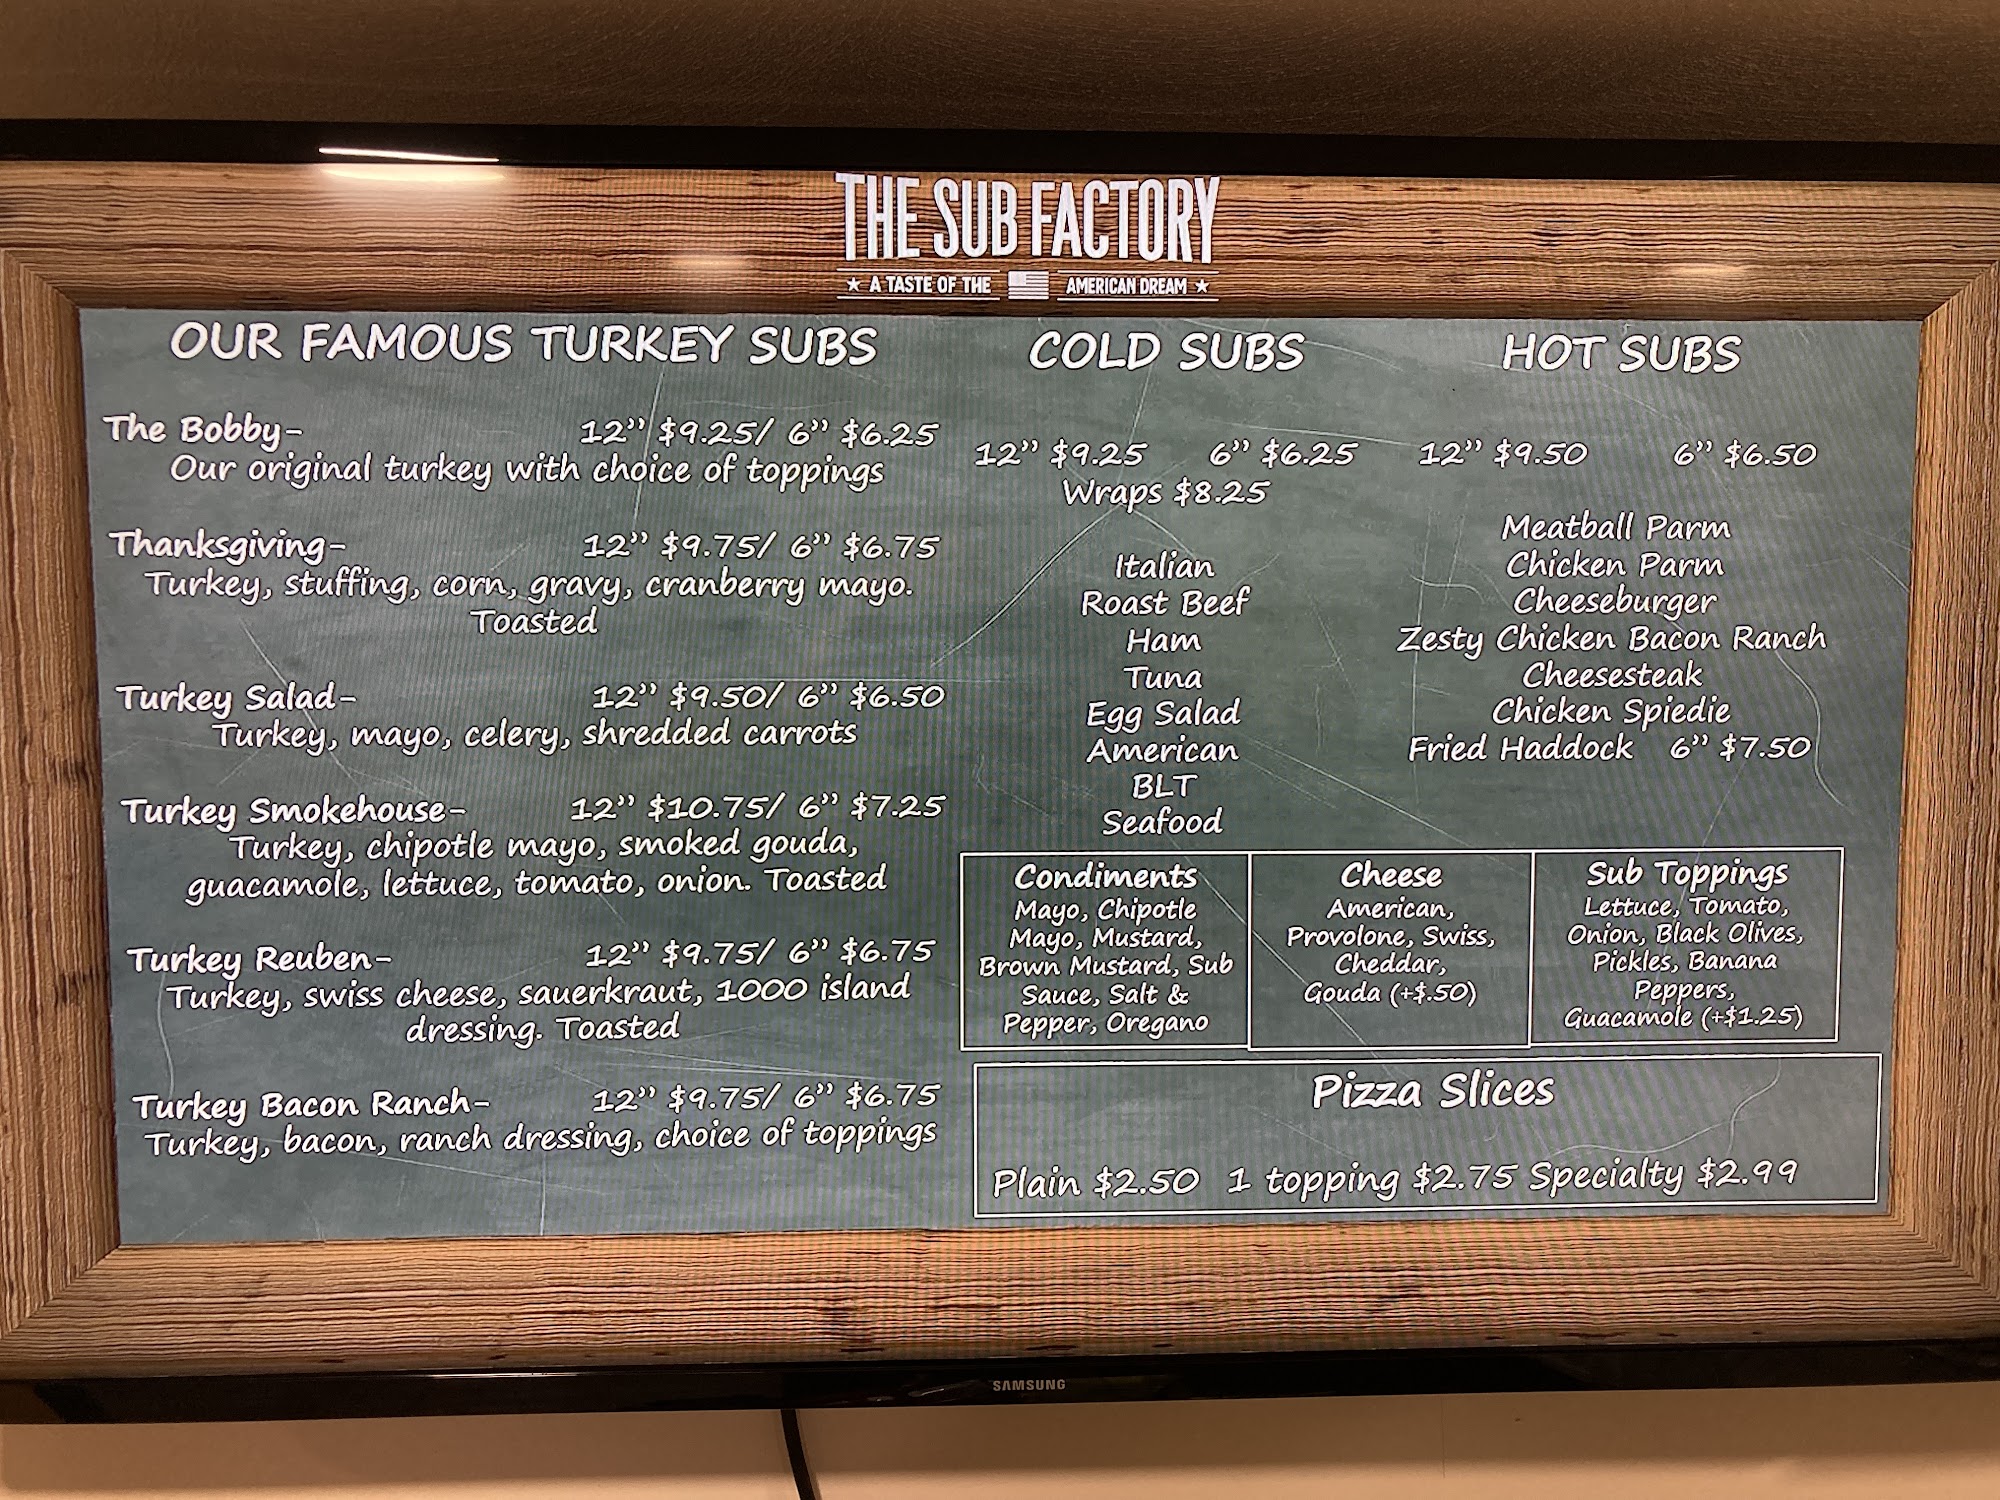 THE SUB FACTORY
★ A TASTE OF THE AMERICAN DREAM ★
OUR FAMOUS TURKEY SUBS
The Bobby- 12” $9.25/ 6” $6.25
Our original turkey with choice of toppings
Thanksgiving- 12” $9.75/ 6” $6.75
Turkey, stuffing, corn, gravy, cranberry mayo.
Toasted
Turkey Salad- 12” $9.50/ 6” $6.50
Turkey, mayo, celery, shredded carrots
Turkey Smokehouse- 12” $10.75/ 6” $7.25
Turkey, chipotle mayo, smoked gouda,
guacamole, lettuce, tomato, onion. Toasted
Turkey Reuben- 12” $9.75/ 6” $6.75
Turkey, swiss cheese, sauerkraut, 1000 island
dressing. Toasted
Turkey Bacon Ranch- 12” $9.75/ 6” $6.75
Turkey, bacon, ranch dressing, choice of toppings
COLD SUBS
12” $9.25 6” $6.25
Wraps $8.25
Italian
Roast Beef
Ham
Tuna
Egg Salad
American
BLT
Seafood
HOT SUBS
12” $9.50 6” $6.50
Meatball Parm
Chicken Parm
Cheeseburger
Zesty Chicken Bacon Ranch
Cheesesteak
Chicken Spiedie
Fried Haddock 6” $7.50
Condiments
Mayo, Chipotle
Mayo, Mustard,
Brown Mustard, Sub
Sauce, Salt &
Pepper, Oregano
Cheese
American,
Provolone, Swiss,
Cheddar,
Gouda (+$.50)
Sub Toppings
Lettuce, Tomato,
Onion, Black Olives,
Pickles, Banana
Peppers,
Guacamole (+$1.25)
Pizza Slices
Plain $2.50 1 topping $2.75 Specialty $2.99
SAMSUNG